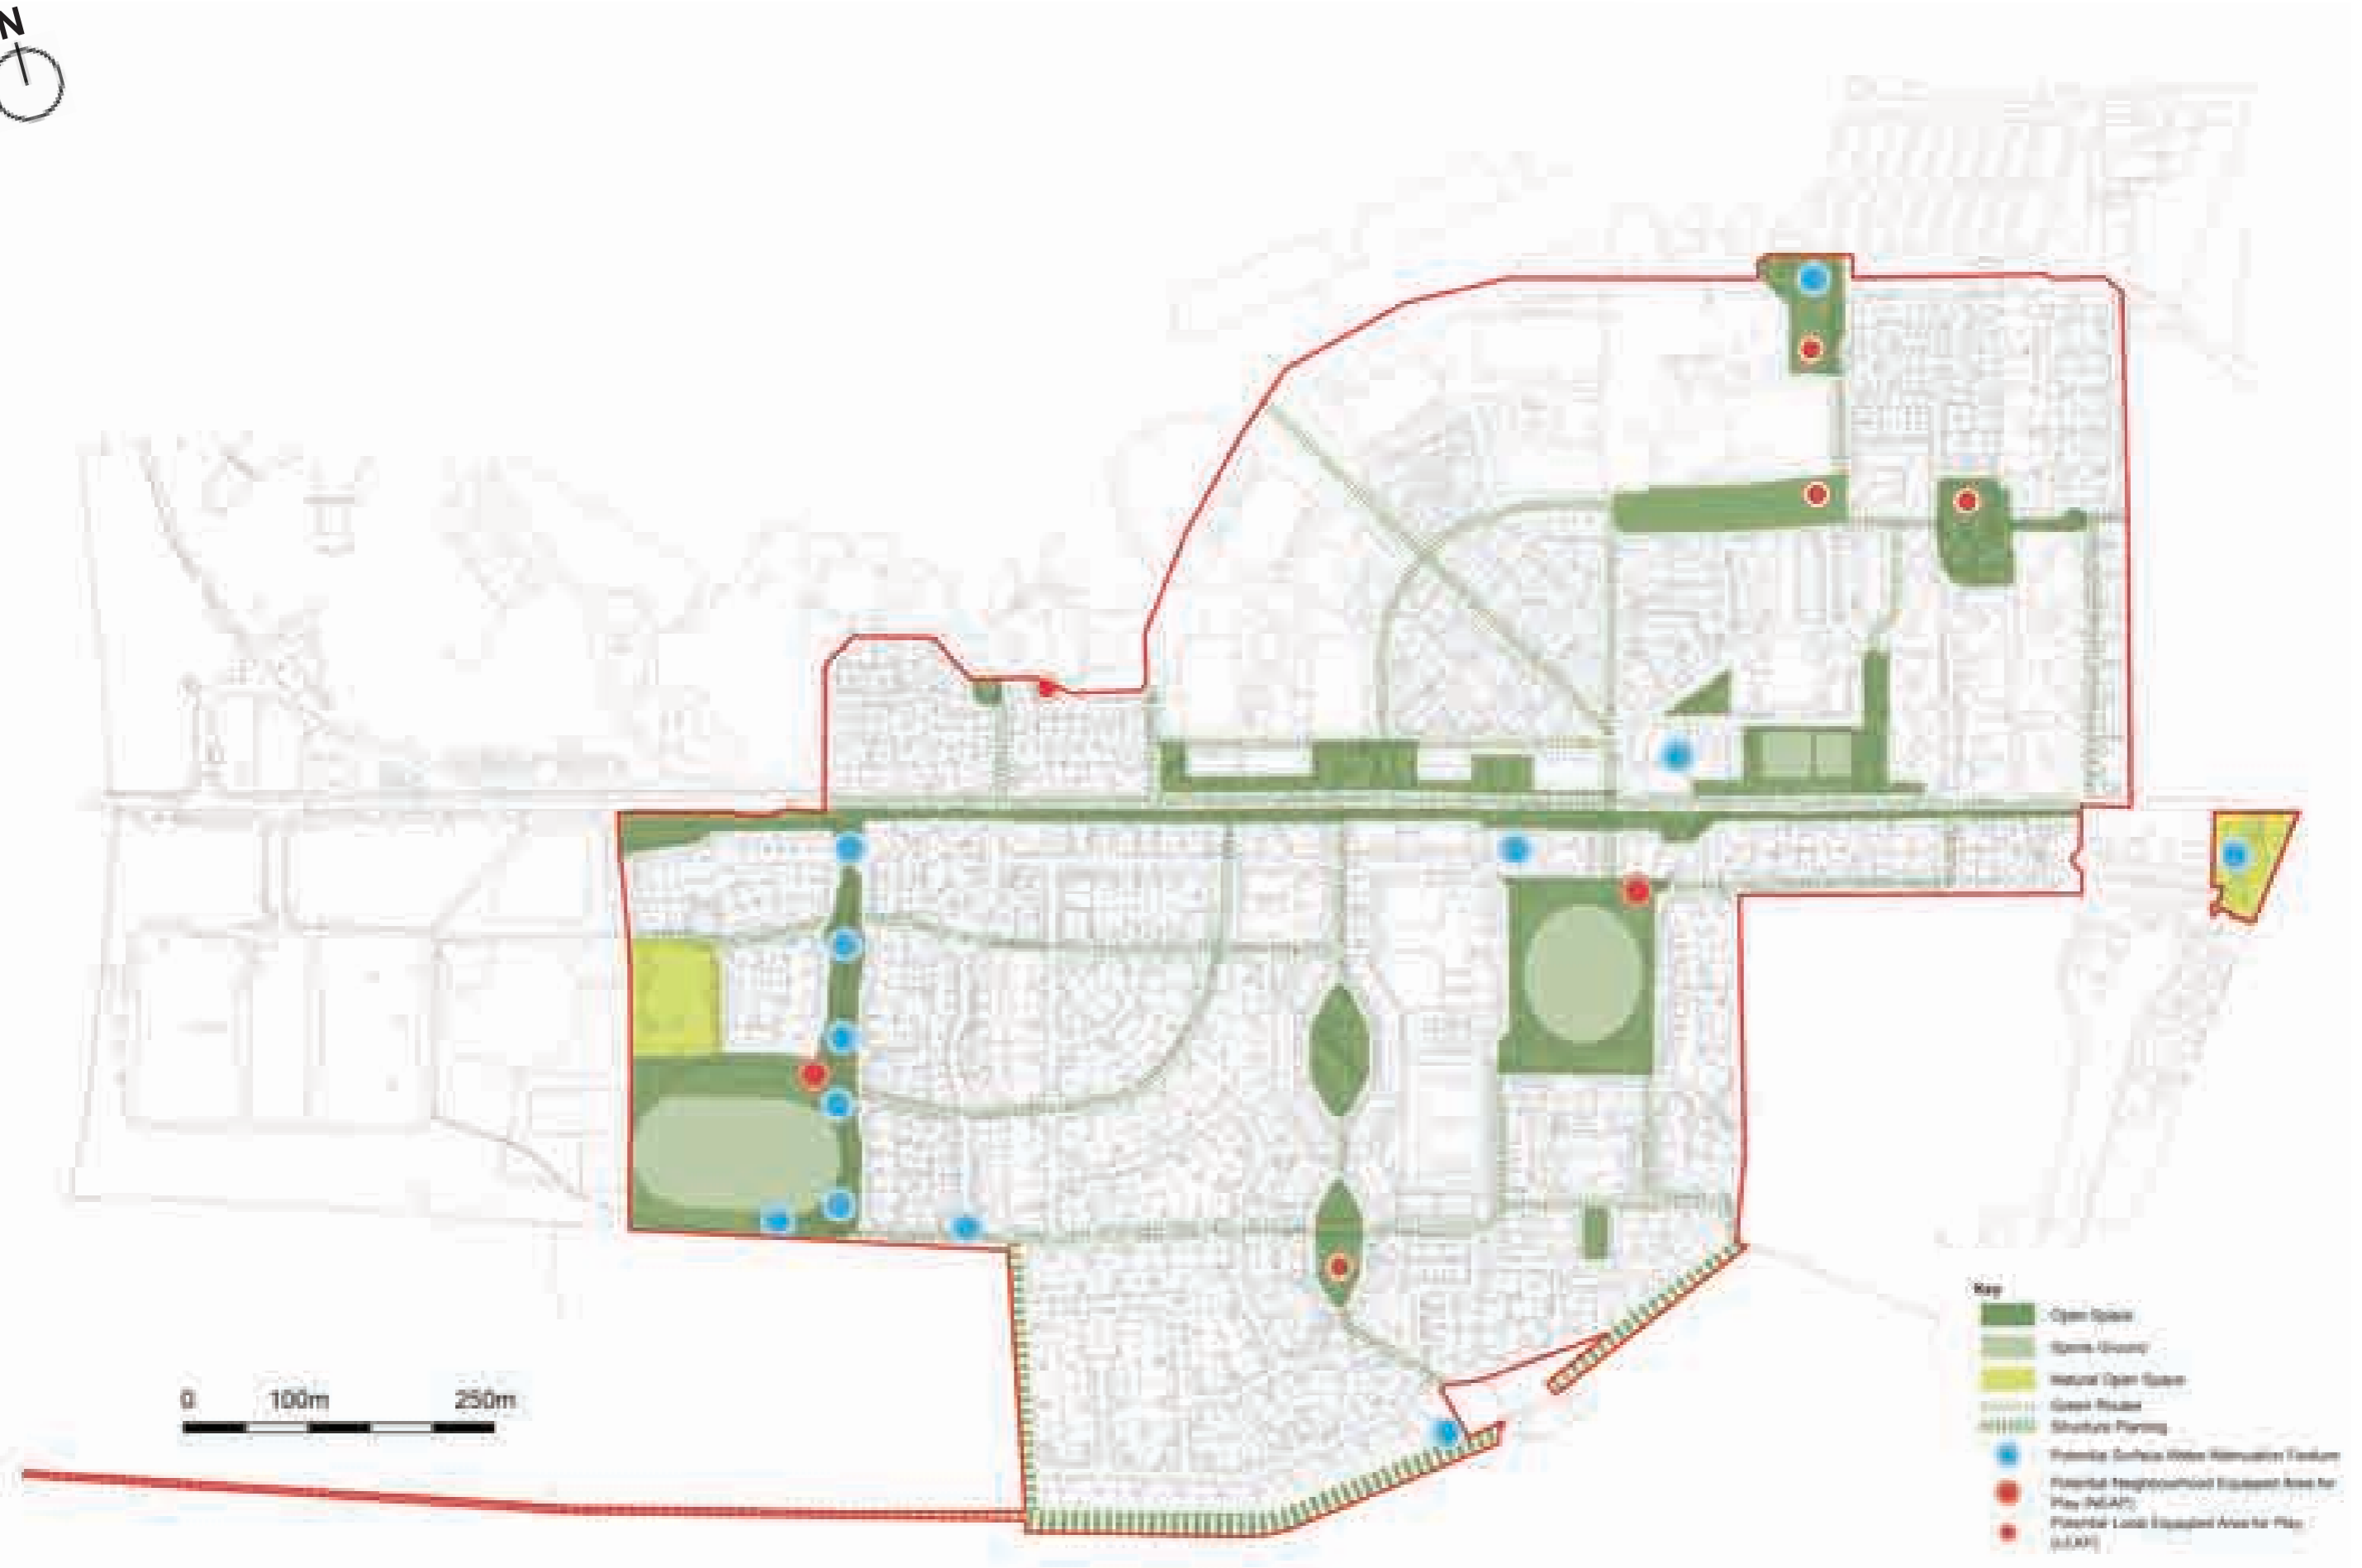 N
0 100m 250m
Key
Open Space
Sports Ground
Natural Open Space
Green Routes
Structure Planting
Potential Surface Water Attenuation Feature
Potential Neighbourhood Equipped Area for
Play (NEAP)
Potential Local Equipped Area for Play
(LEAP)